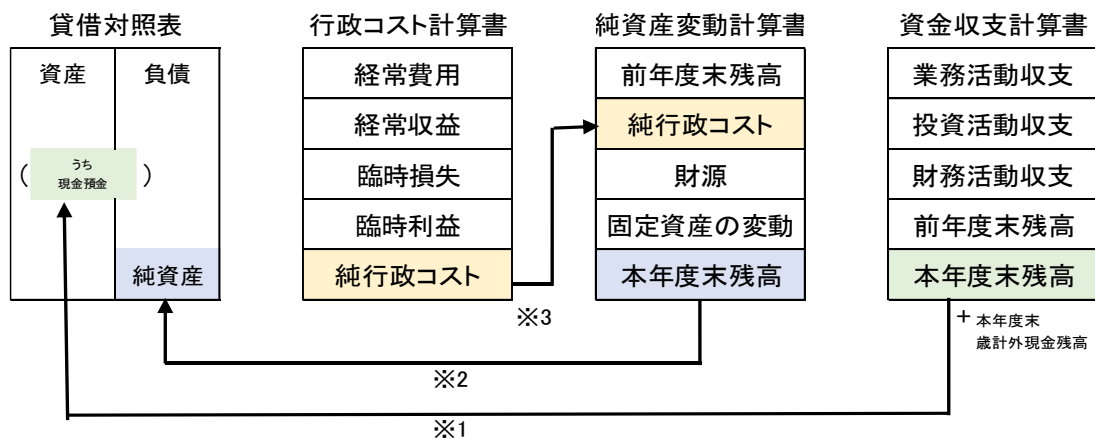 貸借対照表
資産
負債
(
うち
現金預金
)
純資産
行政コスト計算書
経常費用
経常収益
臨時損失
臨時利益
純行政コスト
純資産変動計算書
前年度末残高
純行政コスト
財源
固定資産の変動
本年度末残高
資金収支計算書
業務活動収支
投資活動収支
財務活動収支
前年度末残高
本年度末残高
+ 本年度末
歳計外現金残高
※3
※2
※1